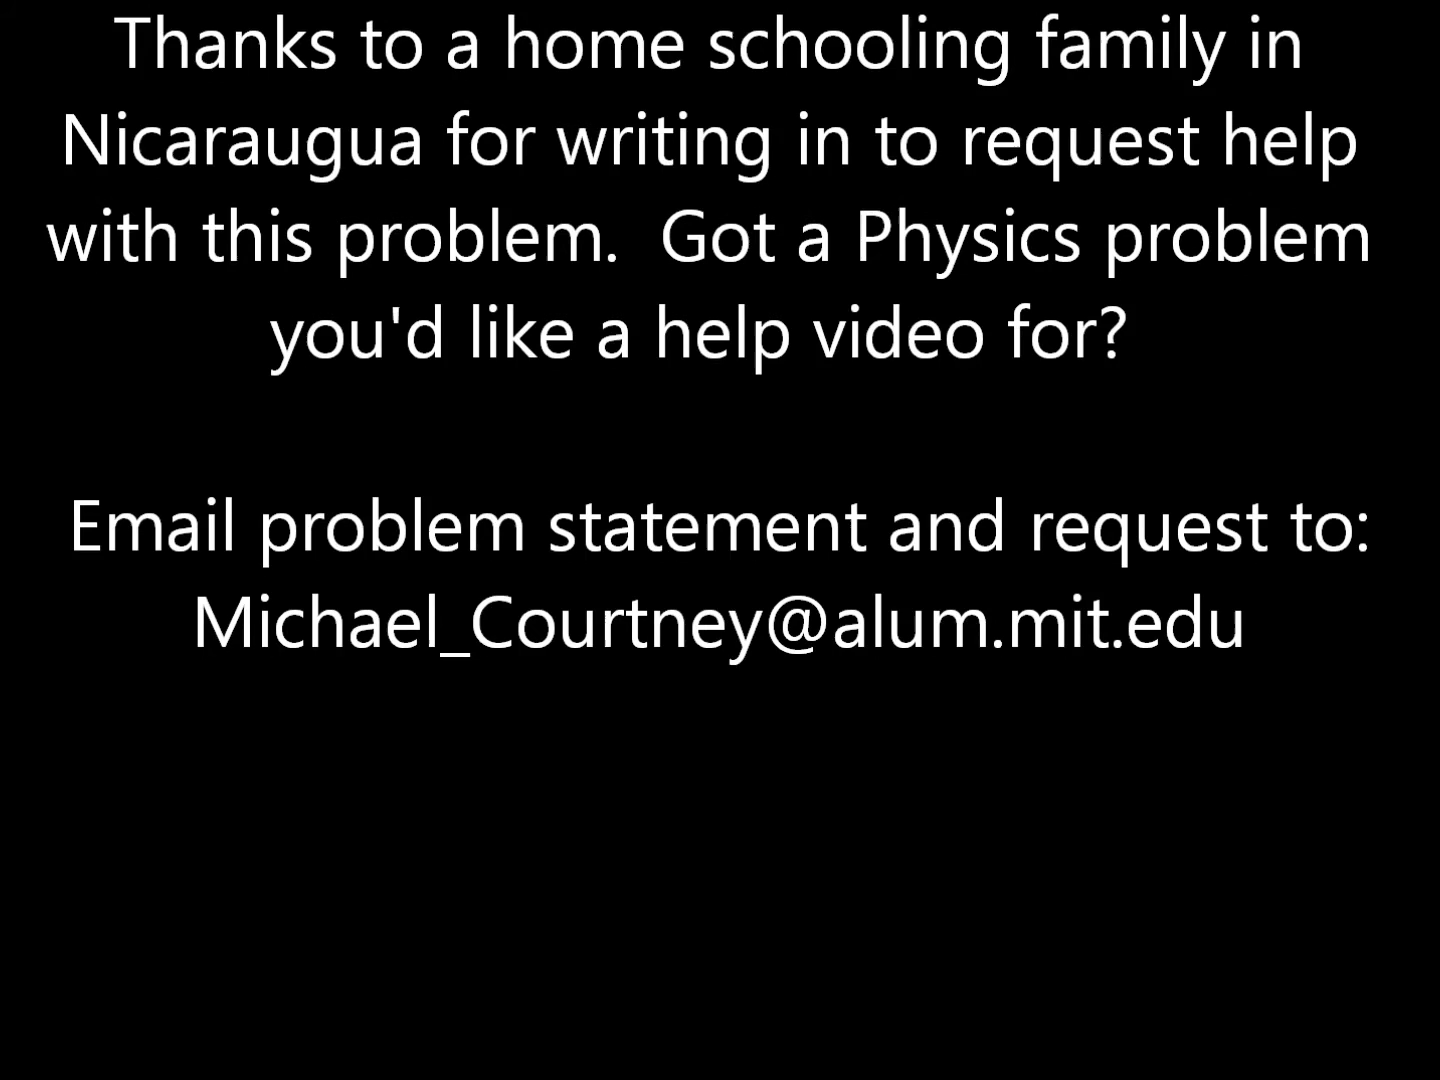 Thanks to a home schooling family in
Nicaraugua for writing in to request help
with this problem.  Got a Physics problem
you'd like a help video for?
Email problem statement and request to:
Michael_Courtney@alum.mit.edu